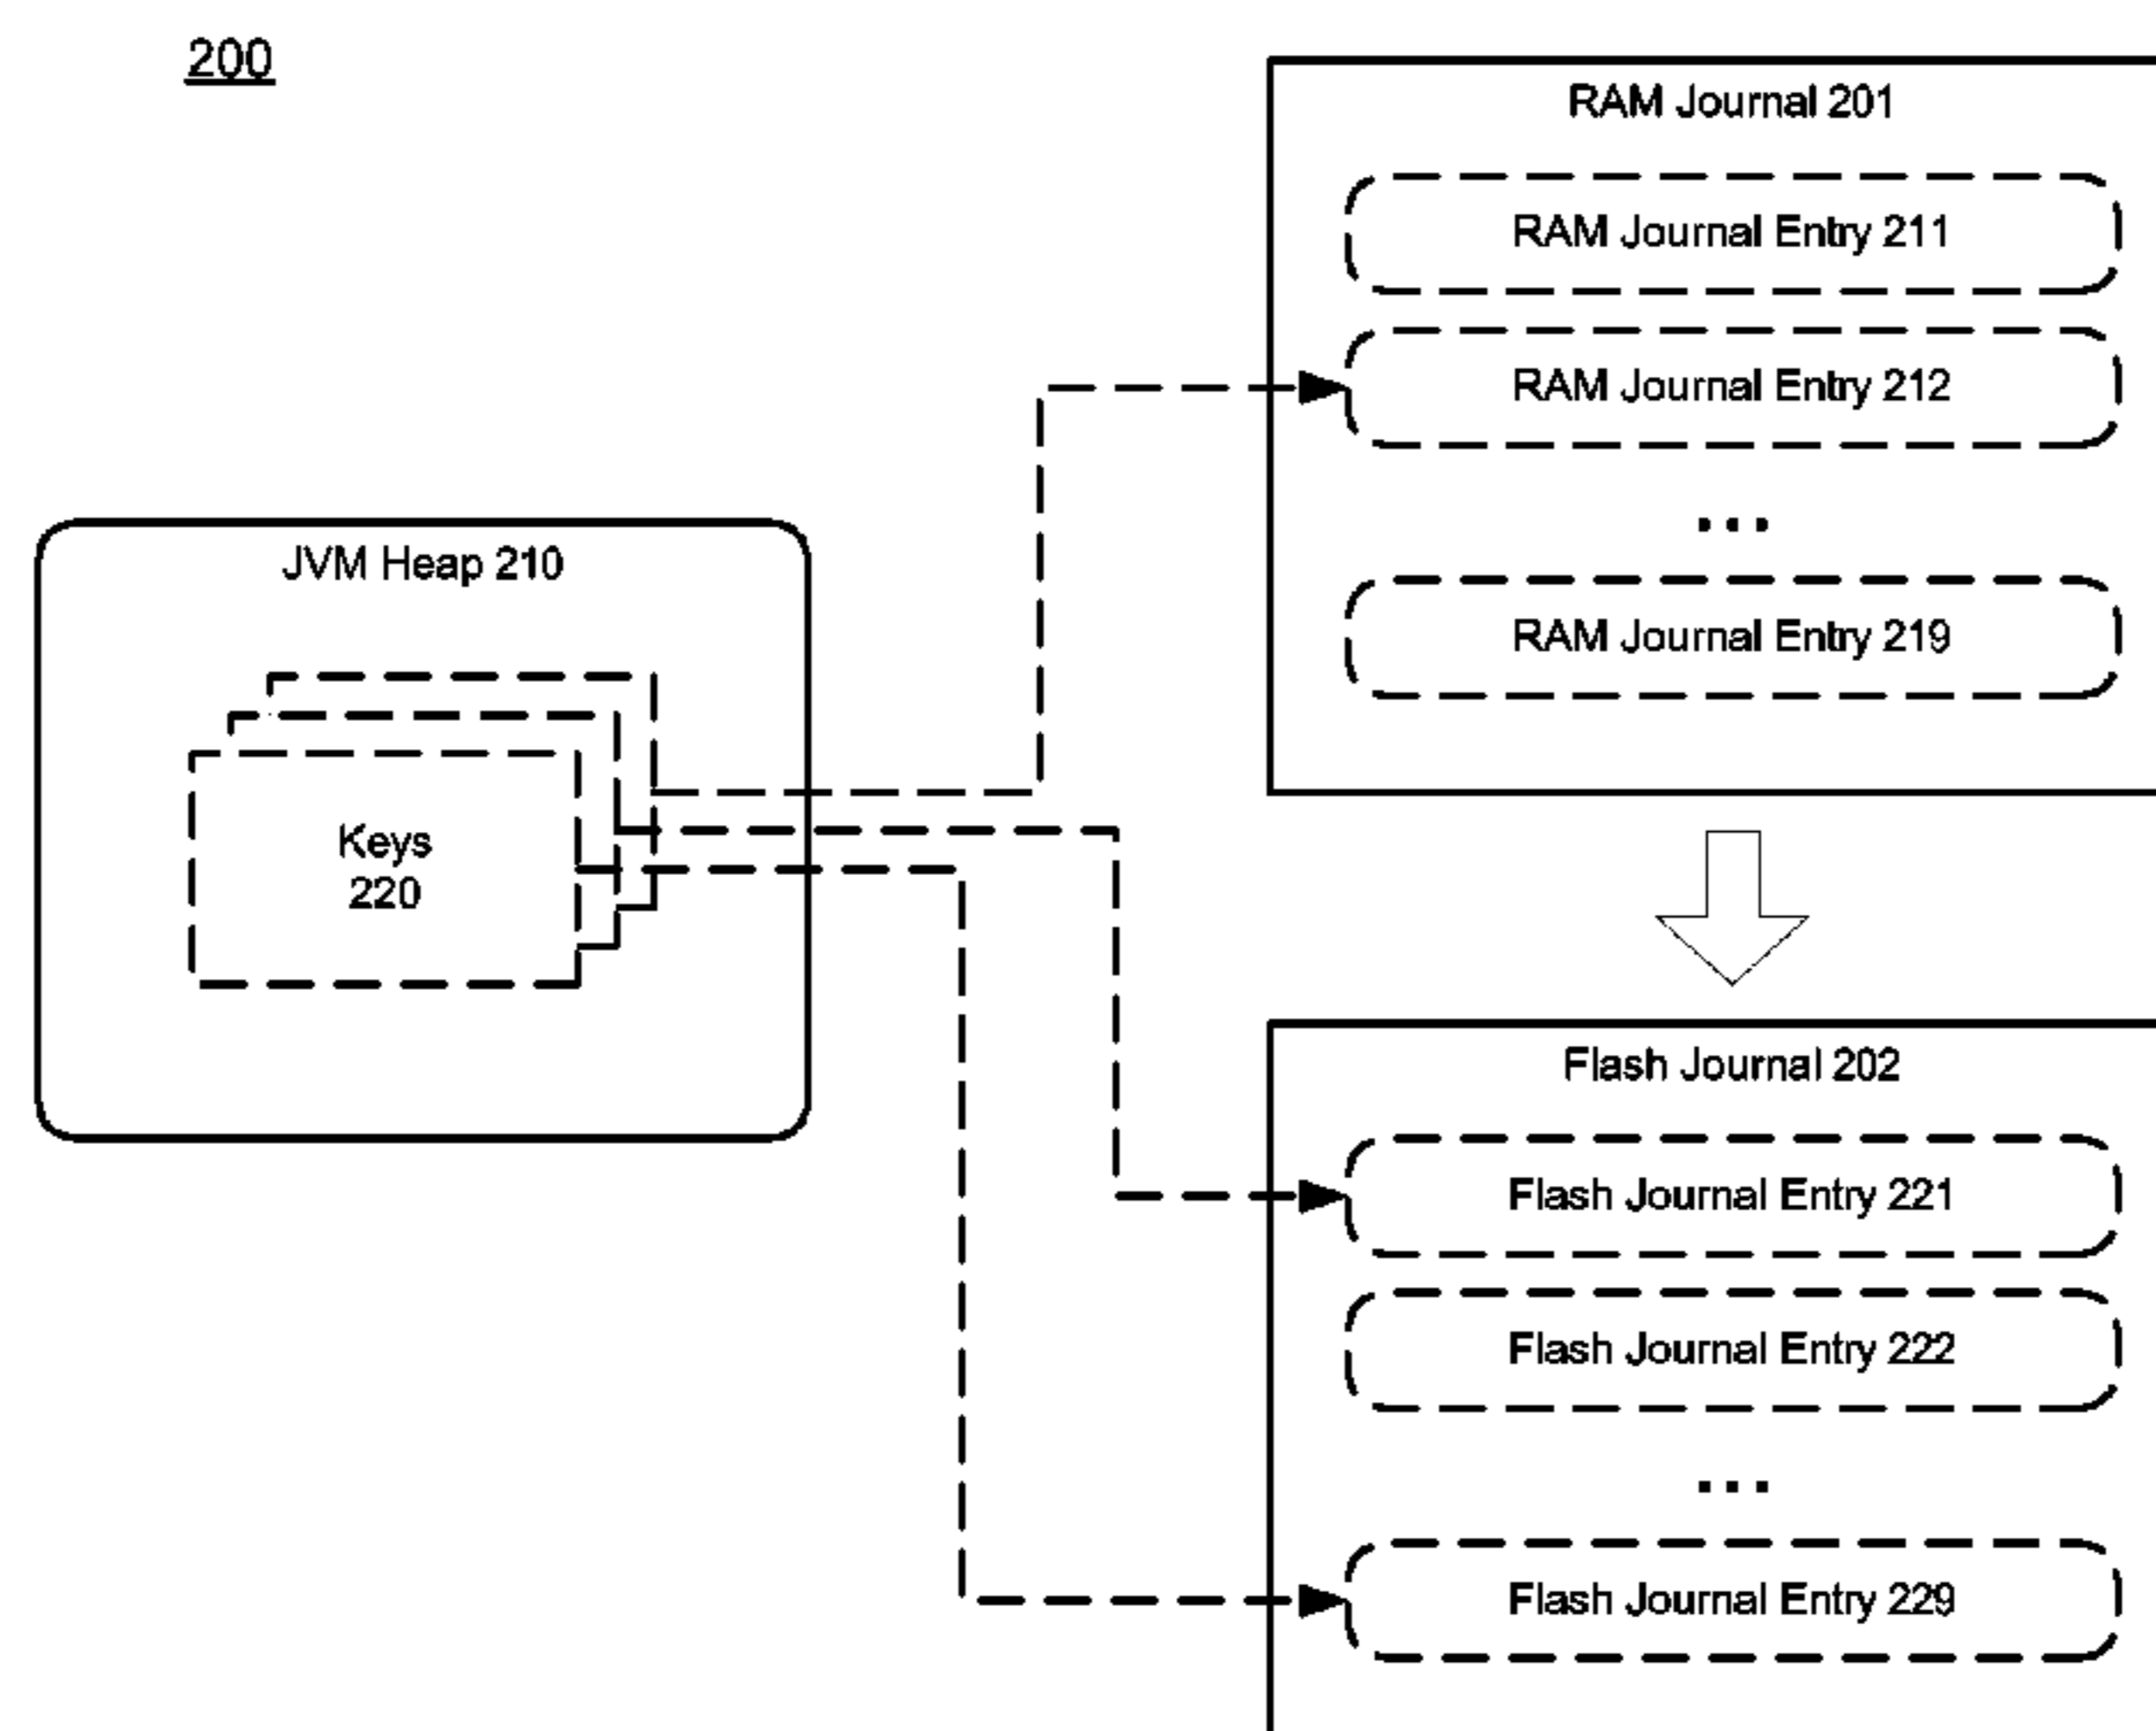 200
RAM Journal 201
RAM Journal Entry 211
RAM Journal Entry 212
...
RAM Journal Entry 219
JVM Heap 210
Keys
220
Flash Journal 202
Flash Journal Entry 221
Flash Journal Entry 222
...
Flash Journal Entry 229